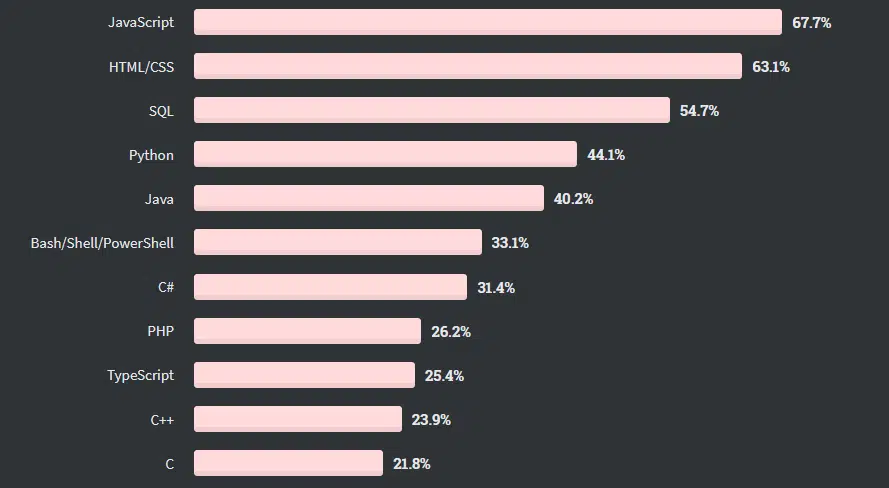 JavaScript 67.7%
HTML/CSS 63.1%
SQL 54.7%
Python 44.1%
Java 40.2%
Bash/Shell/PowerShell 33.1%
C# 31.4%
PHP 26.2%
TypeScript 25.4%
C++ 23.9%
C 21.8%